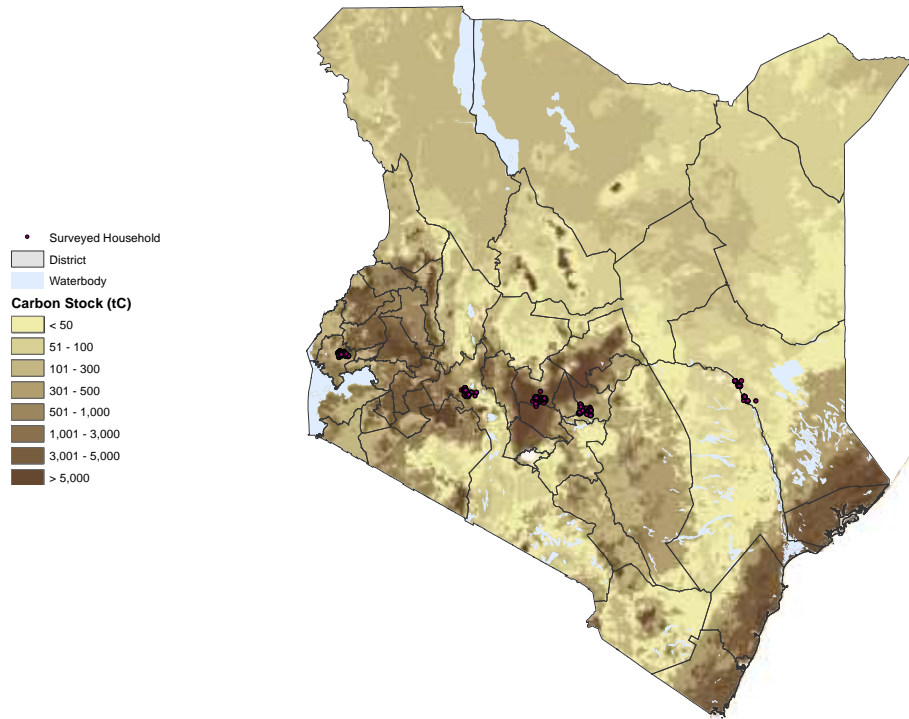 Surveyed Household
District
Waterbody
Carbon Stock (tC)
< 50
51 - 100
101 - 300
301 - 500
501 - 1,000
1,001 - 3,000
3,001 - 5,000
> 5,000